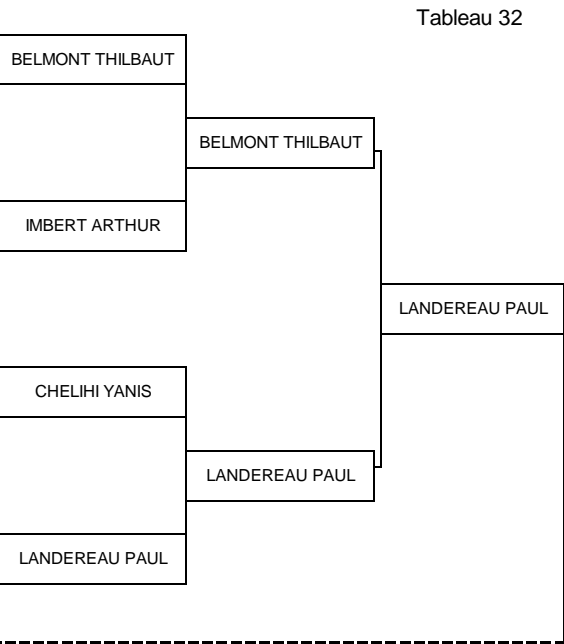 Tableau 32
BELMONT THILBAUT
BELMONT THILBAUT
IMBERT ARTHUR
LANDEREAU PAUL
CHELIHI YANIS
LANDEREAU PAUL
LANDEREAU PAUL